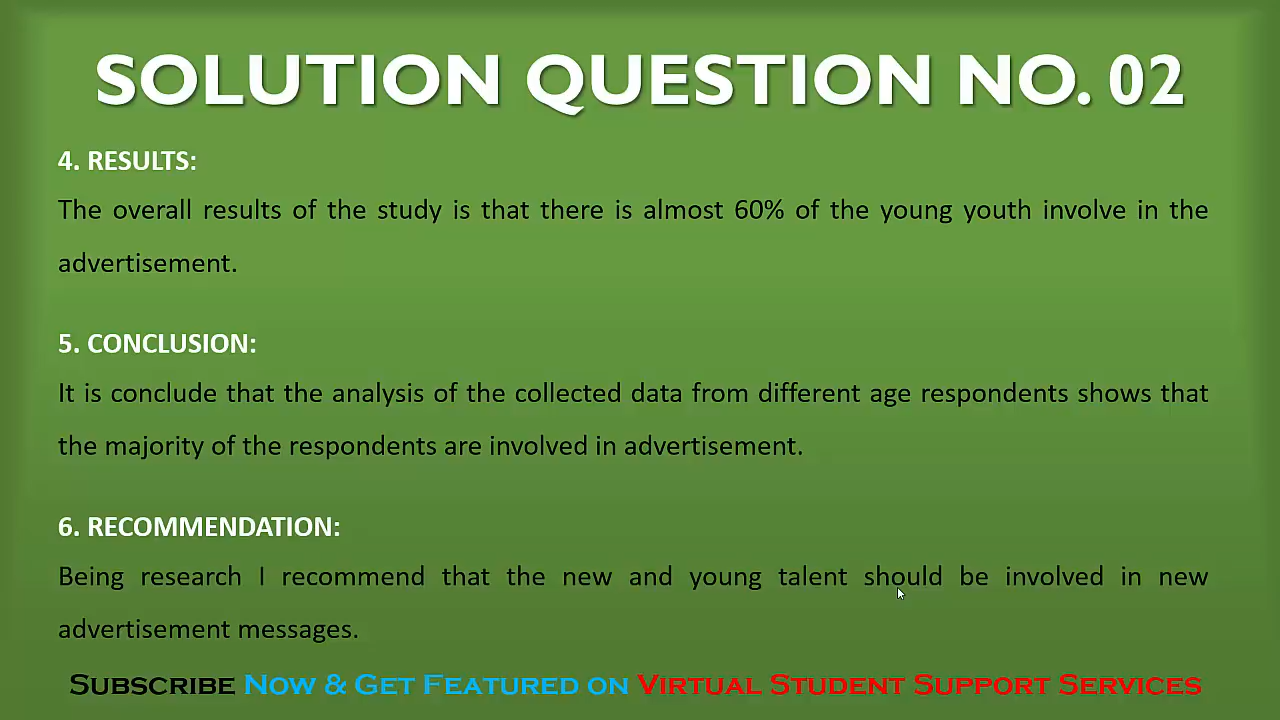 SOLUTION QUESTION NO. 02
4. RESULTS:
The overall results of the study is that there is almost 60% of the young youth involve in the
advertisement.
5. CONCLUSION:
It is conclude that the analysis of the collected data from different age respondents shows that
the majority of the respondents are involved in advertisement.
6. RECOMMENDATION:
Being research I recommend that the new and young talent should be involved in new
advertisement messages.
SUBSCRIBE NOW & GET FEATURED ON VIRTUAL STUDENT SUPPORT SERVICES